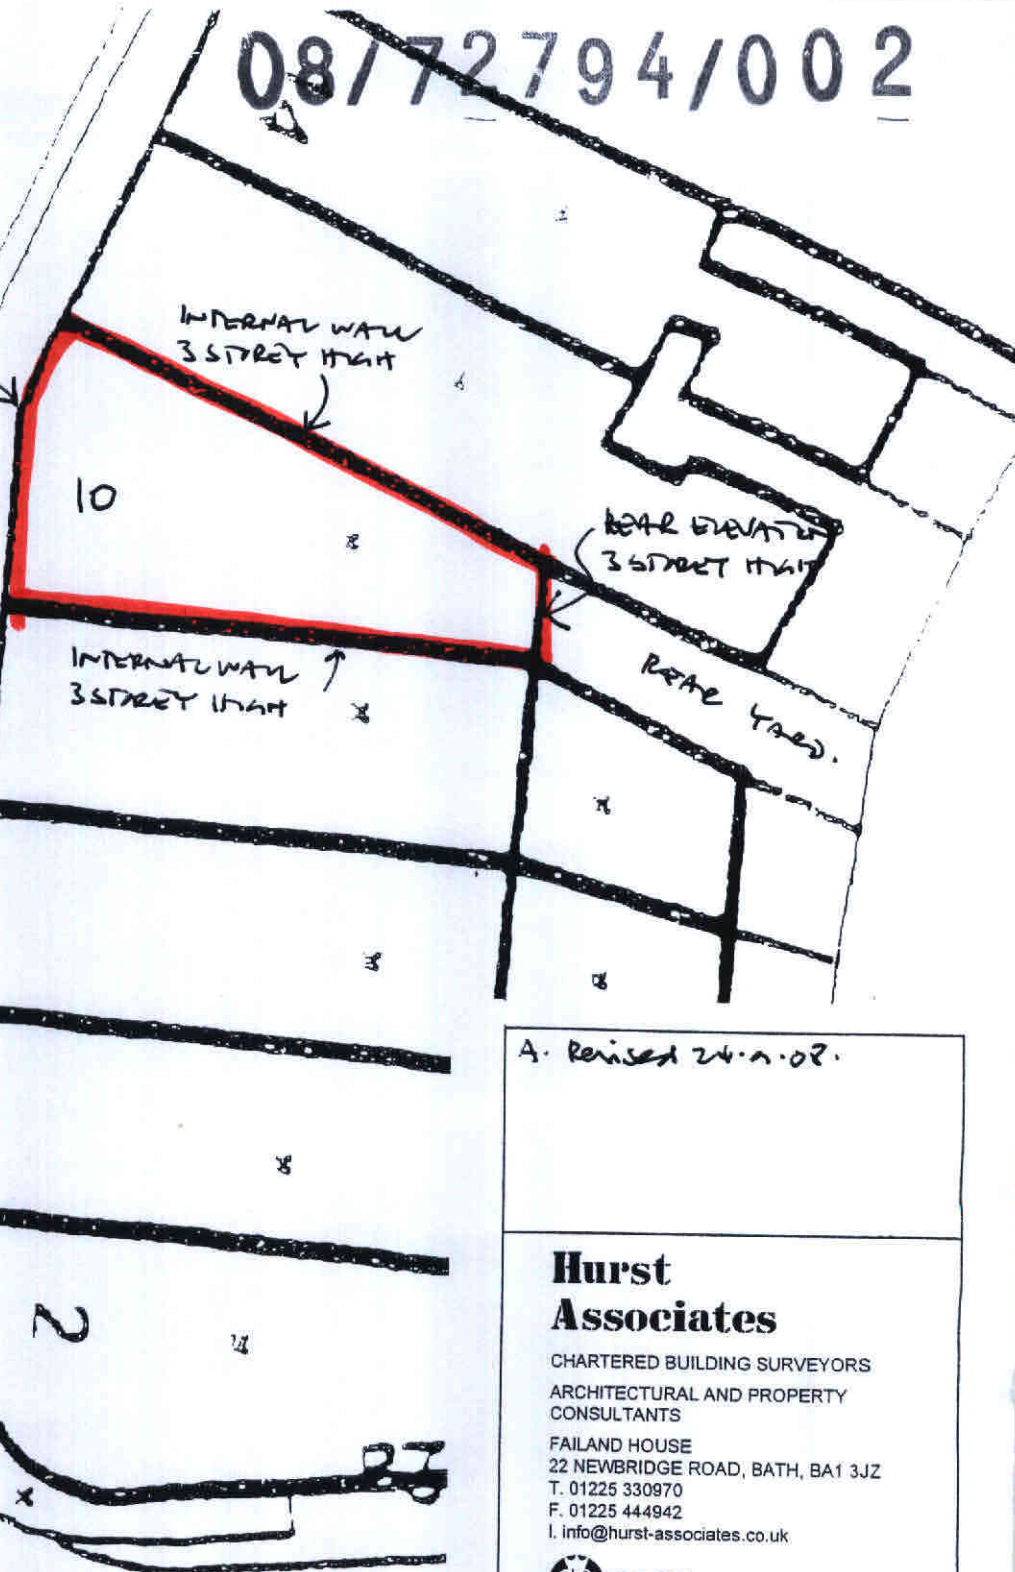 08/72794/002
INTERNAL WALL
3 STOREY HIGH
10
REAR ELEVATION
3 STOREY HIGH
INTERNAL WALL
3 STOREY HIGH
REAR YARD.
A. Revised 24.9.08.
2
Hurst
Associates
CHARTERED BUILDING SURVEYORS
ARCHITECTURAL AND PROPERTY
CONSULTANTS
FAILAND HOUSE
22 NEWBRIDGE ROAD, BATH, BA1 3JZ
T. 01225 330970
F. 01225 444942
I. info@hurst-associates.co.uk